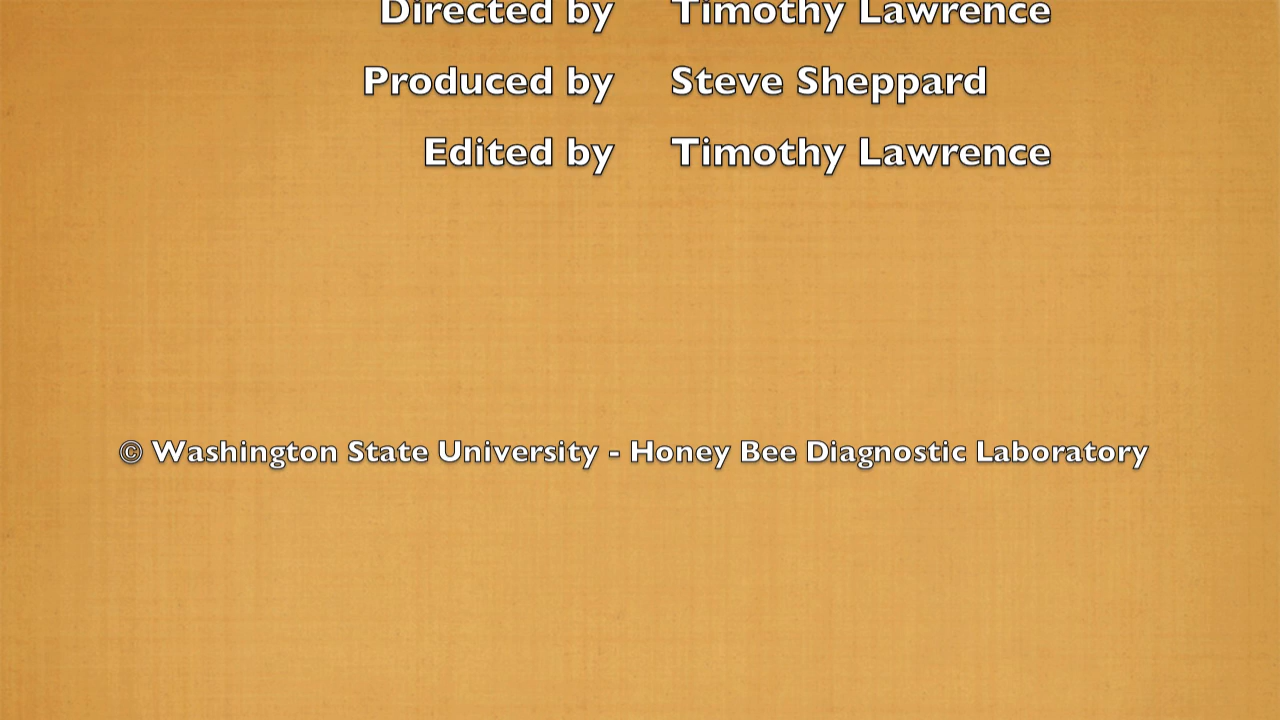 Directed by Timothy Lawrence
Produced by Steve Sheppard
Edited by Timothy Lawrence
© Washington State University - Honey Bee Diagnostic Laboratory